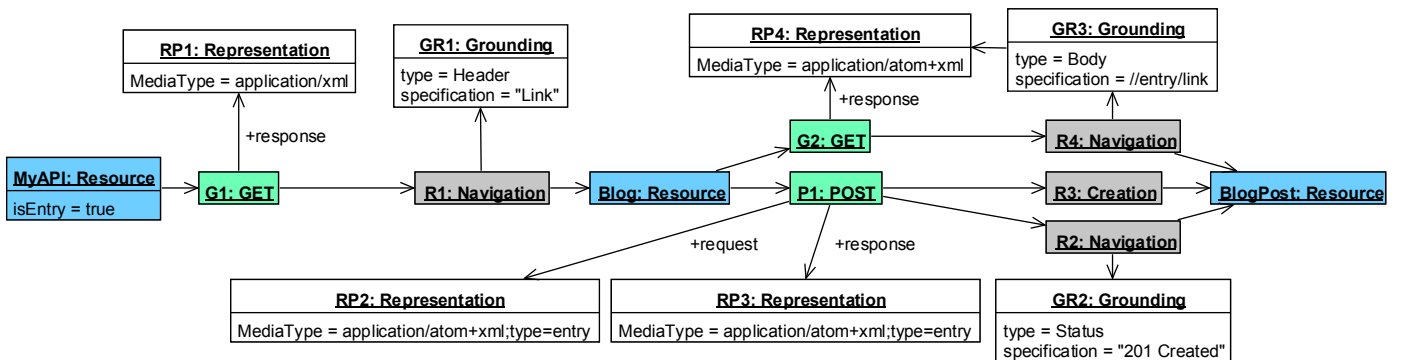 RP1: Representation
MediaType = application/xml
GR1: Grounding
type = Header
specification = "Link"
RP4: Representation
MediaType = application/atom+xml
GR3: Grounding
type = Body
specification = //entry/link
+response
+response
MyAPI: Resource
isEntry = true
G1: GET
R1: Navigation
Blog: Resource
G2: GET
P1: POST
R4: Navigation
R3: Creation
R2: Navigation
BlogPost: Resource
+request
+response
RP2: Representation
MediaType = application/atom+xml;type=entry
RP3: Representation
MediaType = application/atom+xml;type=entry
GR2: Grounding
type = Status
specification = "201 Created"